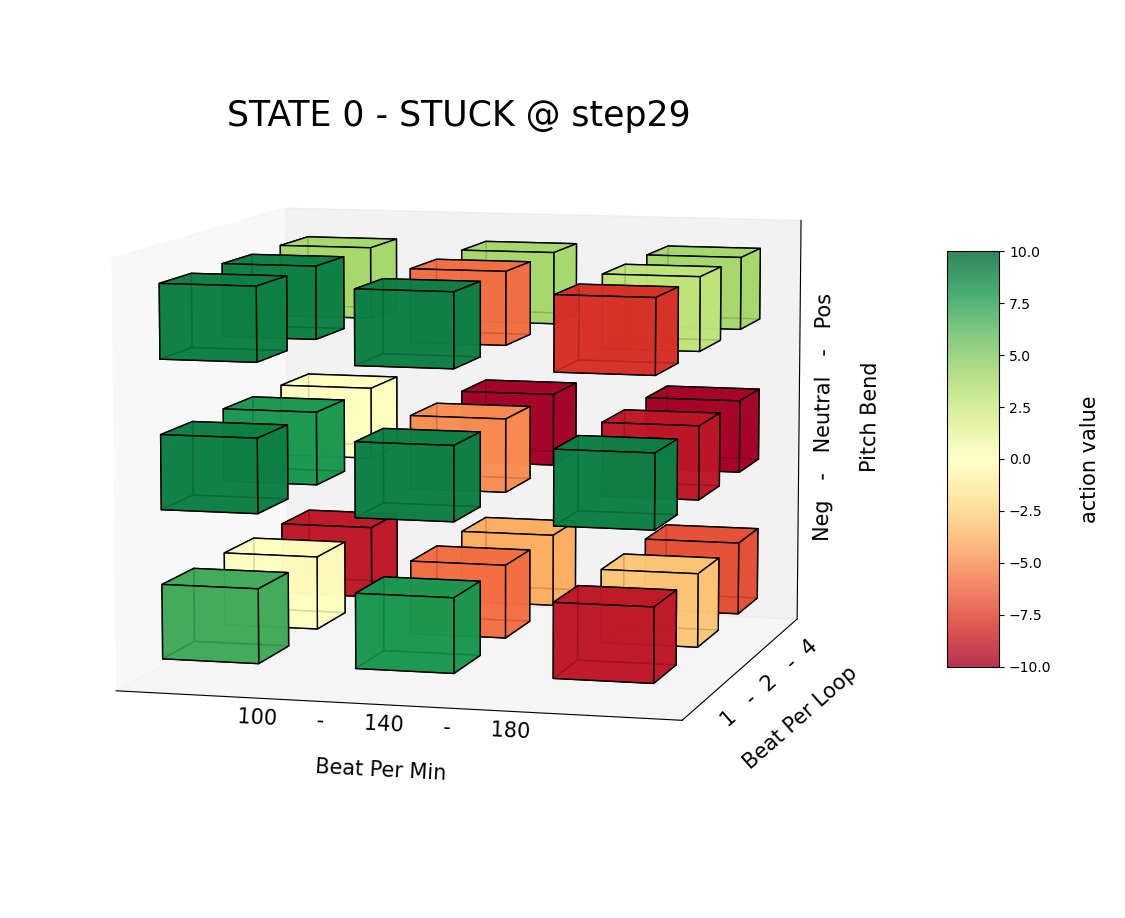 STATE 0 - STUCK @ step29
Neg - Neutral - Pos
Pitch Bend
100 - 140 - 180
Beat Per Min
1 - 2 - 4
Beat Per Loop
10.0
7.5
5.0
2.5
0.0
−2.5
−5.0
−7.5
−10.0
action value